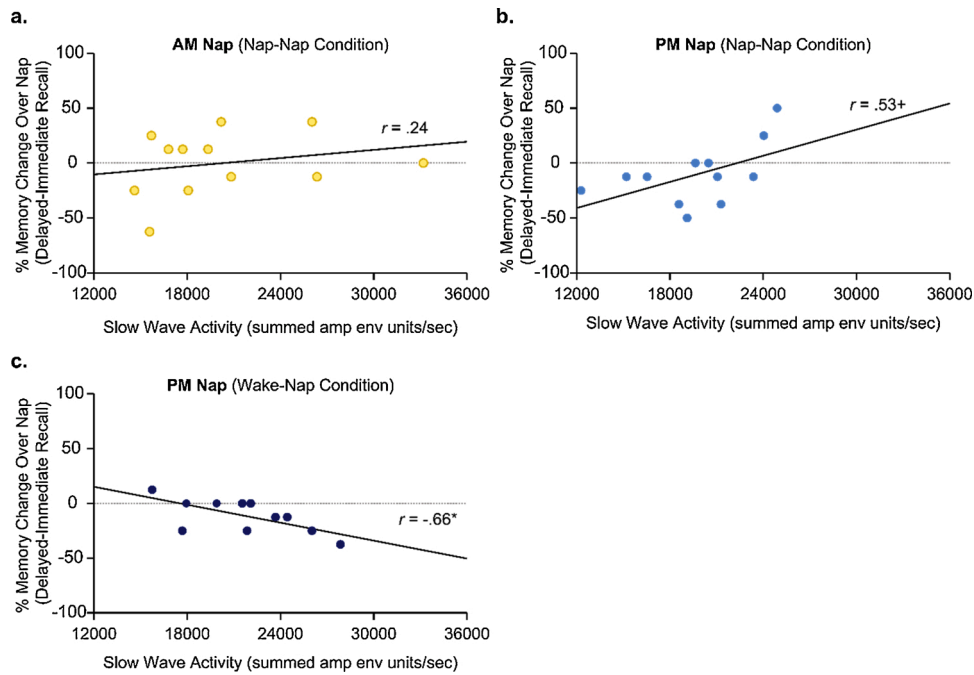 a.
AM Nap (Nap-Nap Condition)
% Memory Change Over Nap
(Delayed-Immediate Recall)
100
50
0
-50
-100
r = .24
12000 18000 24000 30000 36000
Slow Wave Activity (summed amp env units/sec)
b.
PM Nap (Nap-Nap Condition)
% Memory Change Over Nap
(Delayed-Immediate Recall)
100
50
0
-50
-100
r = .53+
12000 18000 24000 30000 36000
Slow Wave Activity (summed amp env units/sec)
c.
PM Nap (Wake-Nap Condition)
% Memory Change Over Nap
(Delayed-Immediate Recall)
100
50
0
-50
-100
r = -.66*
12000 18000 24000 30000 36000
Slow Wave Activity (summed amp env units/sec)